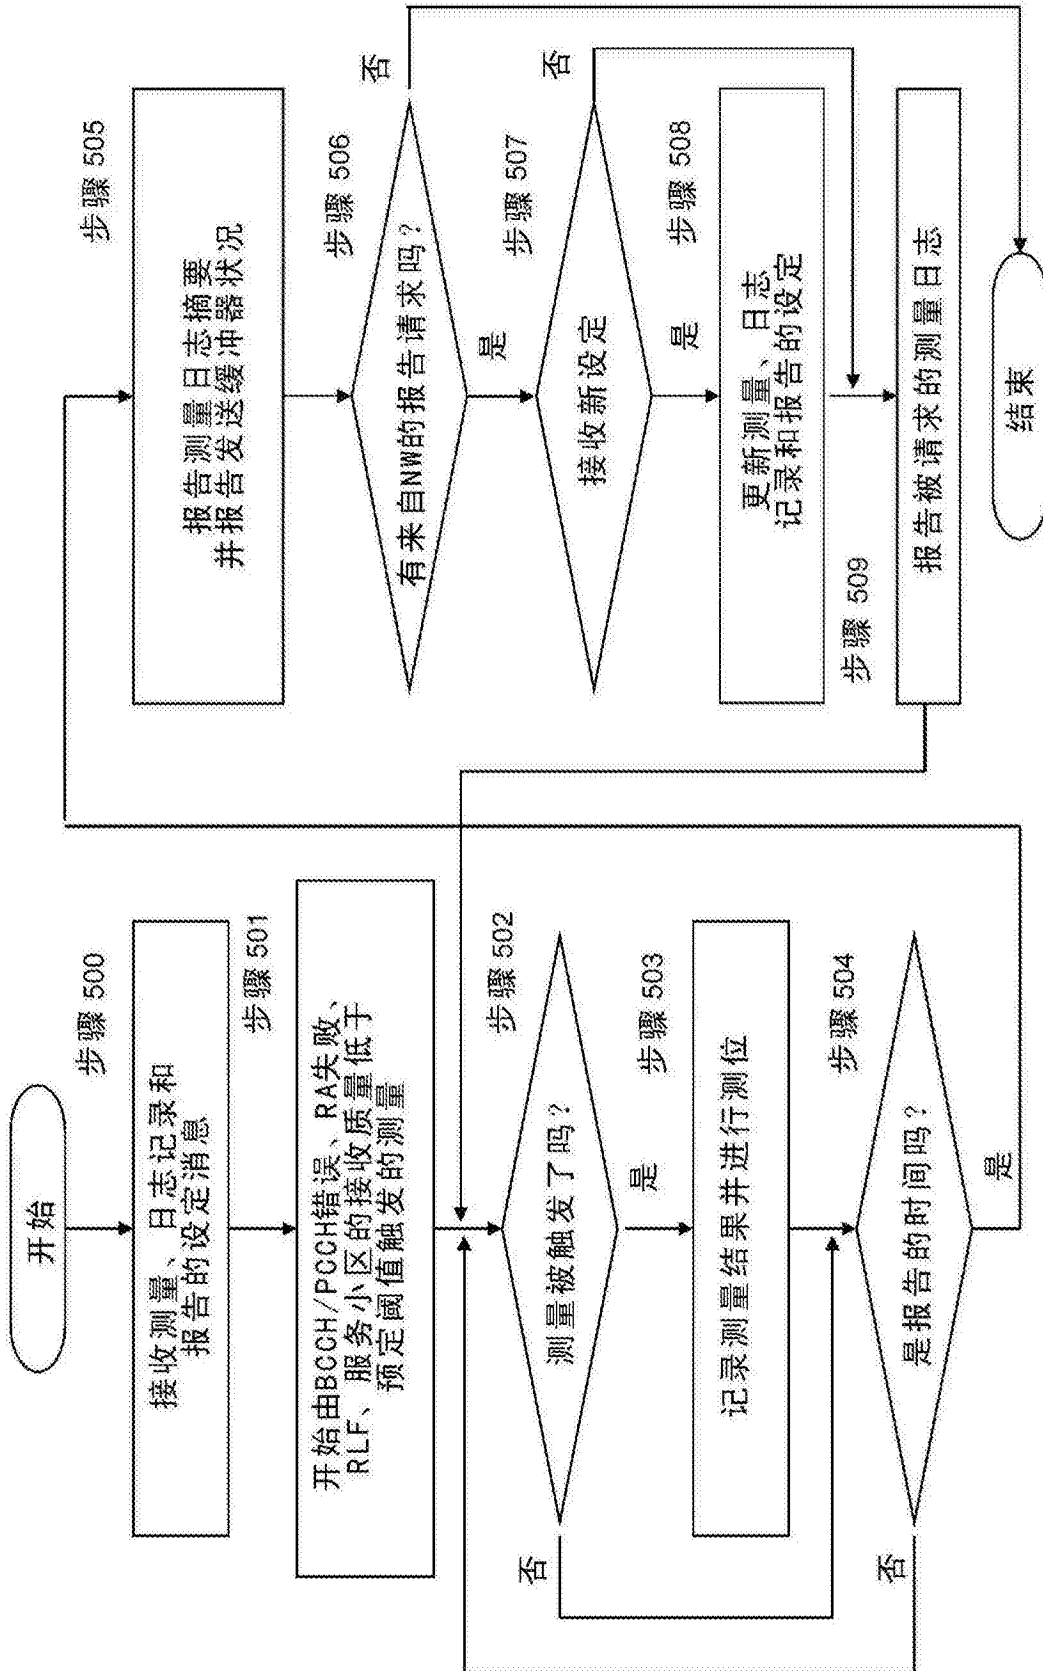 开始
步骤 500
接收测量、日志记录和
报告的设定消息
步骤 501
开始由BCCH/PCCH错误、RA失败、
RLF、服务小区的接收质量低于
预定阈值触发的测量
步骤 502
测量被触发了吗?
是
否
步骤 503
记录测量结果并进行测位
步骤 504
是报告的时间吗?
是
否
步骤 505
报告测量日志摘要
并报告发送缓冲器状况
步骤 506
有来自NW的报告请求吗?
否
是
步骤 507
接收新设定
否
是
步骤 508
更新测量、日志
记录和报告的设定
步骤 509
报告被请求的测量日志
结束